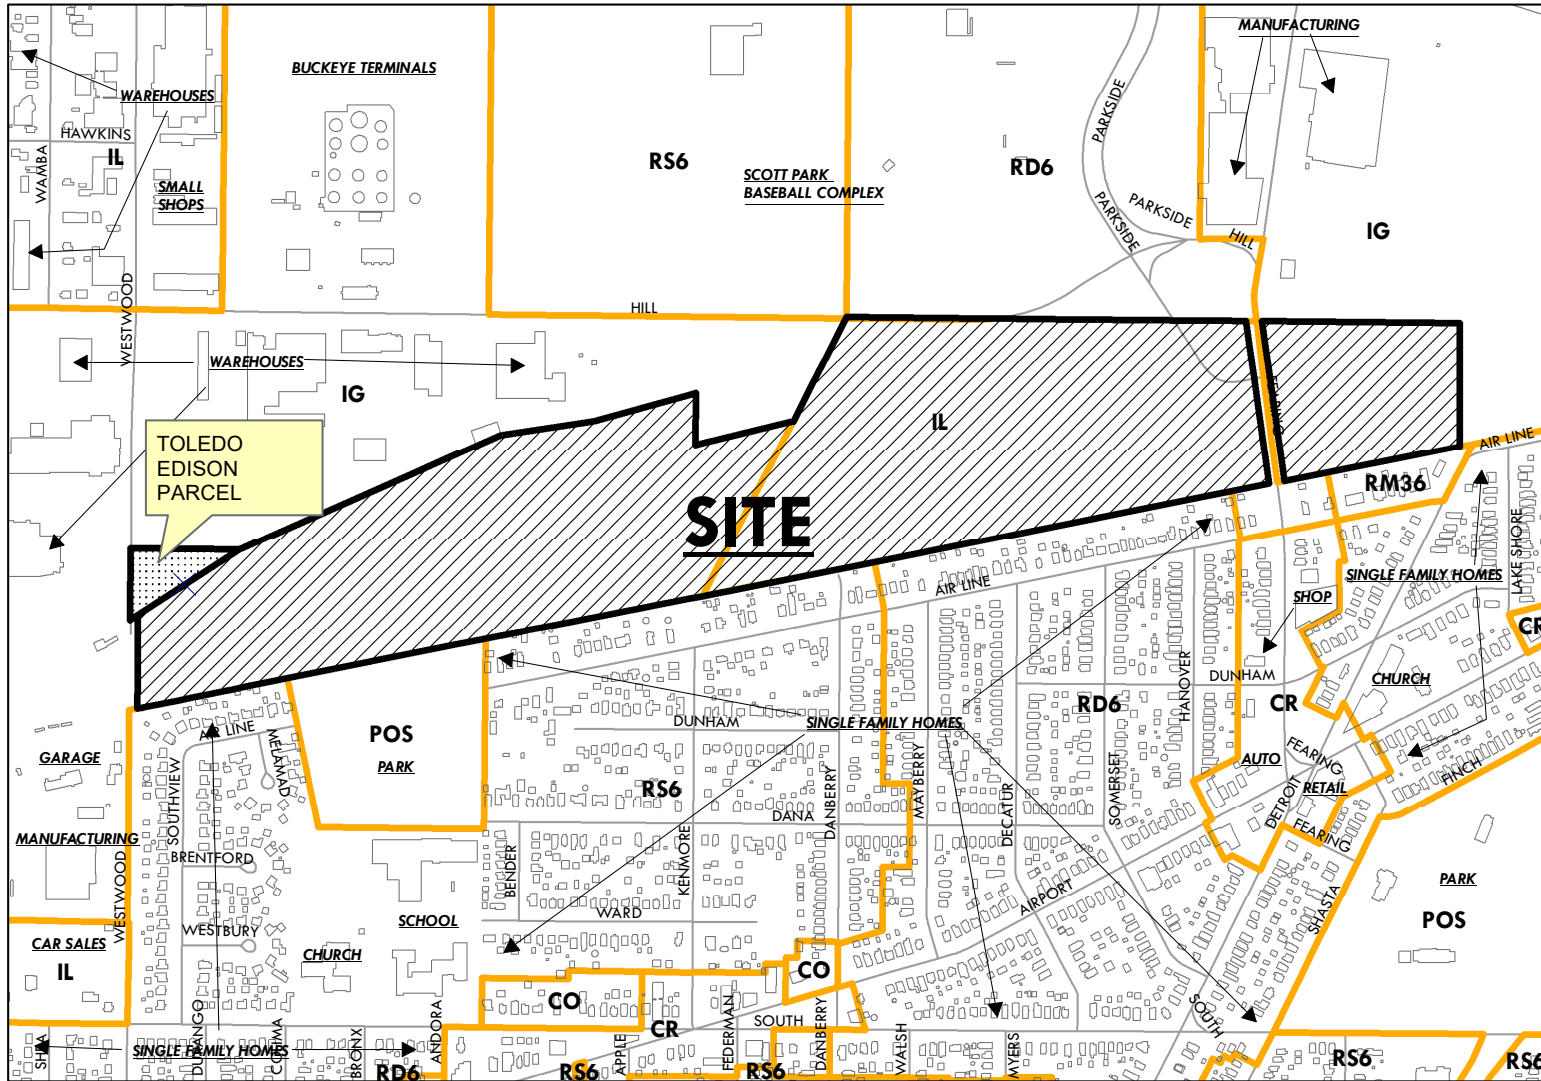 MANUFACTURING
BUCKEYE TERMINALS
WAREHOUSES
PARKSIDE
HAWKINS
IL
WAMBA
RS6
SCOTT PARK
BASEBALL COMPLEX
RD6
SMALL
SHOPS
PARKSIDE
PARKSIDE
HILL
IG
WESTWOOD
HILL
WAREHOUSES
IG
IL
TOLEDO
EDISON
PARCEL
AIR LINE
RM36
SITE
LAKE SHORE
SINGLE FAMILY HOMES
AIR LINE
SHOP
CR
HANOVER
DUNHAM
CHURCH
RD6
CR
DUNHAM
SINGLE FAMILY HOMES
AIR LINE
MELAMAD
POS
PARK
GARAGE
SOUTHVIEW
RS6
DANBERRY
MAYBERRY
DECATUR
SOMERSET
AUTO
FEARING
RETAIL
DETROIT
FEARING
FINCH
MANUFACTURING
DANA
BRENTFORD
BENDER
KENMORE
AIRPORT
SHASTA
PARK
POS
WARD
SCHOOL
WESTBURY
WESTWOOD
CAR SALES
IL
CHURCH
CO
CO
CR
SOUTH
SOUTH
SHEA
SINGLE FAMILY HOMES
DURANGO
COLIMA
BRONX
ANDORA
RD6
RS6
APPLE
FEDERMAN
RS6
DANBERRY
WALSH
MYERS
RS6
RS6